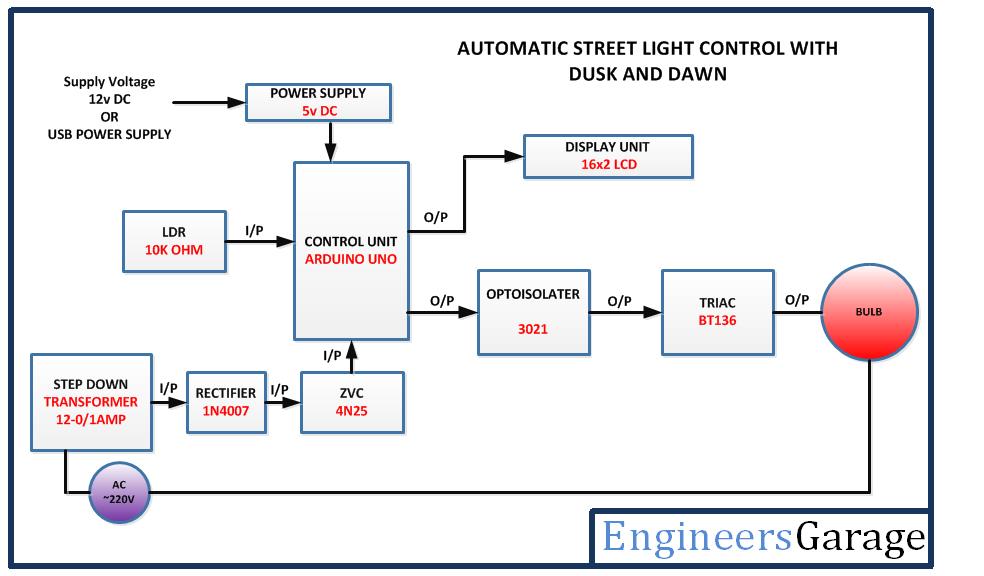 AUTOMATIC STREET LIGHT CONTROL WITH
DUSK AND DAWN
Supply Voltage
12v DC
OR
USB POWER SUPPLY
POWER SUPPLY
5v DC
DISPLAY UNIT
16x2 LCD
O/P
LDR
10K OHM
I/P
CONTROL UNIT
ARDUINO UNO
O/P
OPTOISOLATER
3021
O/P
TRIAC
BT136
O/P
BULB
I/P
STEP DOWN
TRANSFORMER
12-0/1AMP
I/P
RECTIFIER
1N4007
I/P
ZVC
4N25
AC
~220V
EngineersGarage